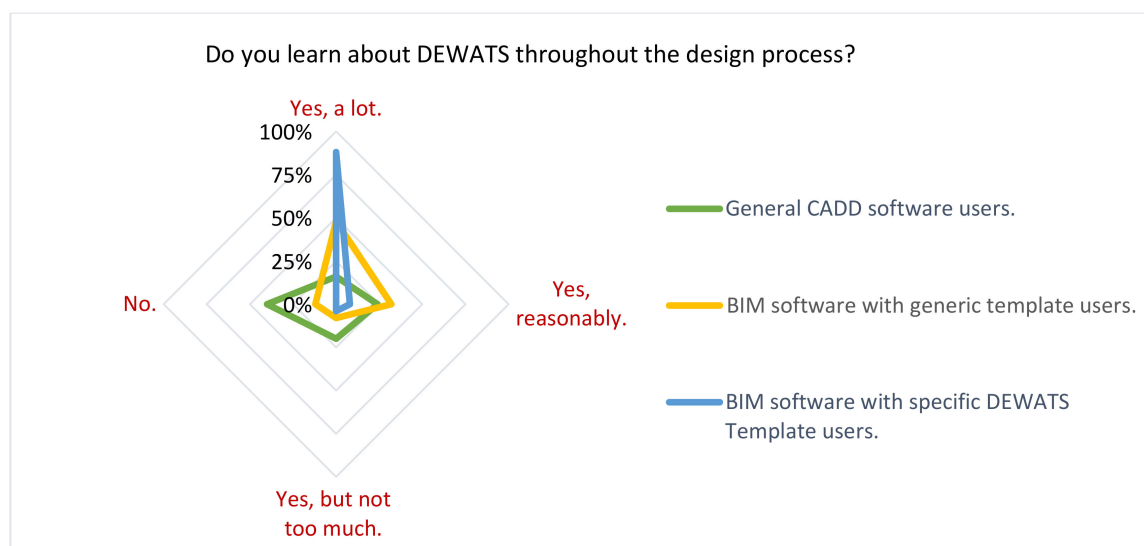 Do you learn about DEWATS throughout the design process?
Yes, a lot.
100%
75%
50%
25%
0%
No.
Yes,
reasonably.
Yes, but not
too much.
General CADD software users.
BIM software with generic template users.
BIM software with specific DEWATS
Template users.